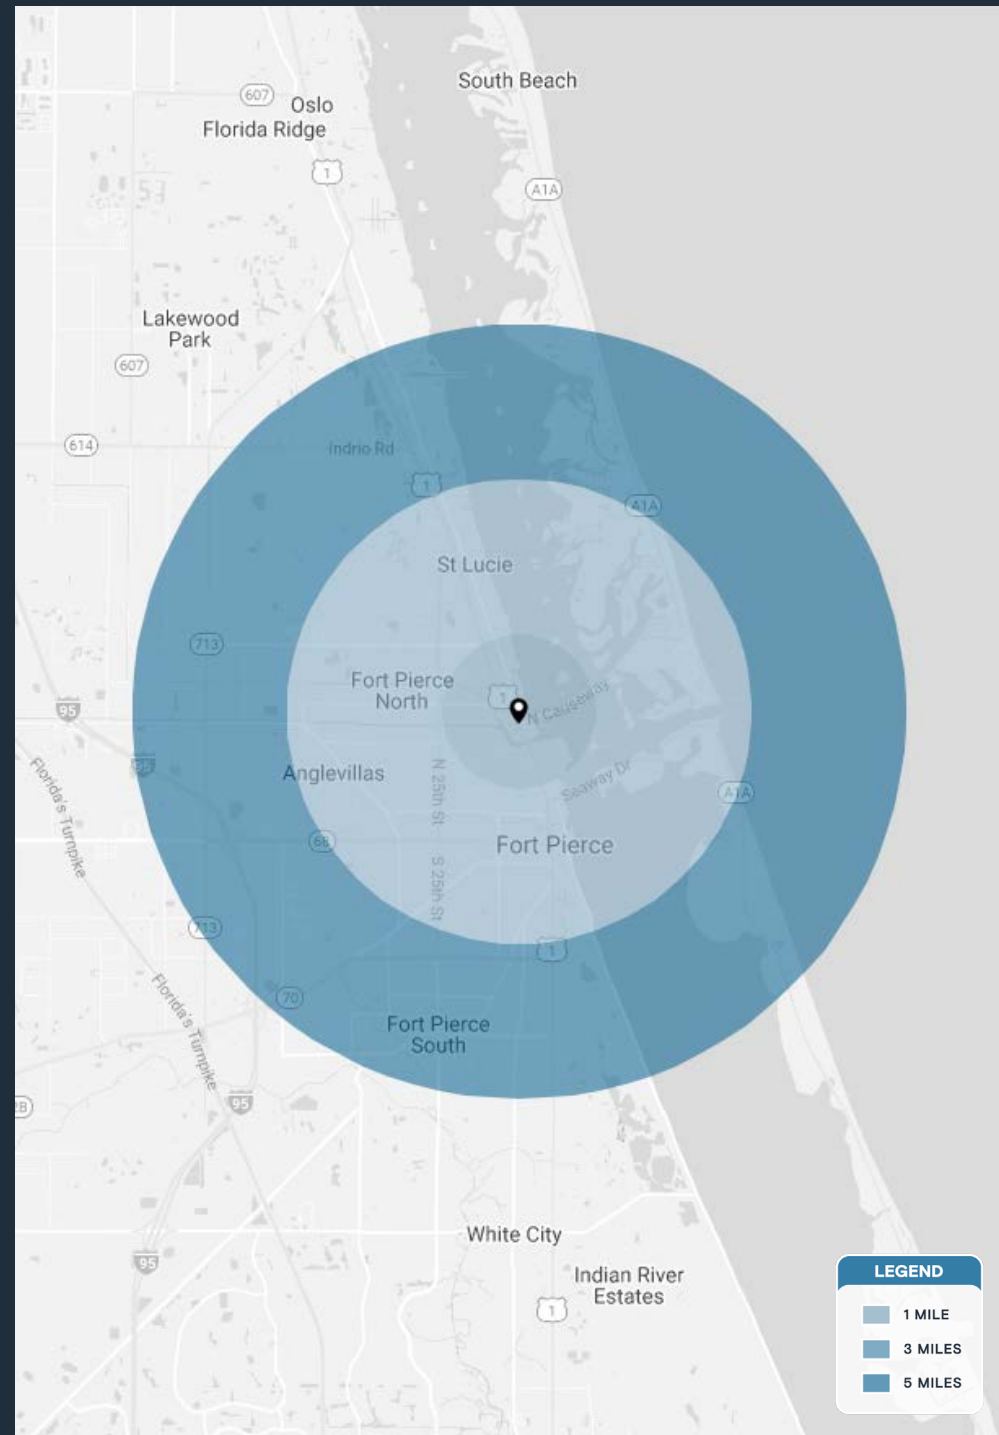 South Beach
607
Oslo
Florida Ridge
1
A1A
Lakewood
Park
607
614
Indrio Rd
1
A1A
St Lucie
713
Fort Pierce
North
1
N Causeway
95
95
Anglevillas
N 25th St
Seaway Dr
A1A
Florida's Turnpike
68
Fort Pierce
S 25th St
713
1
70
Florida's Turnpike
Fort Pierce
South
95
White City
95
Indian River
Estates
1
LEGEND
1 MILE
3 MILES
5 MILES